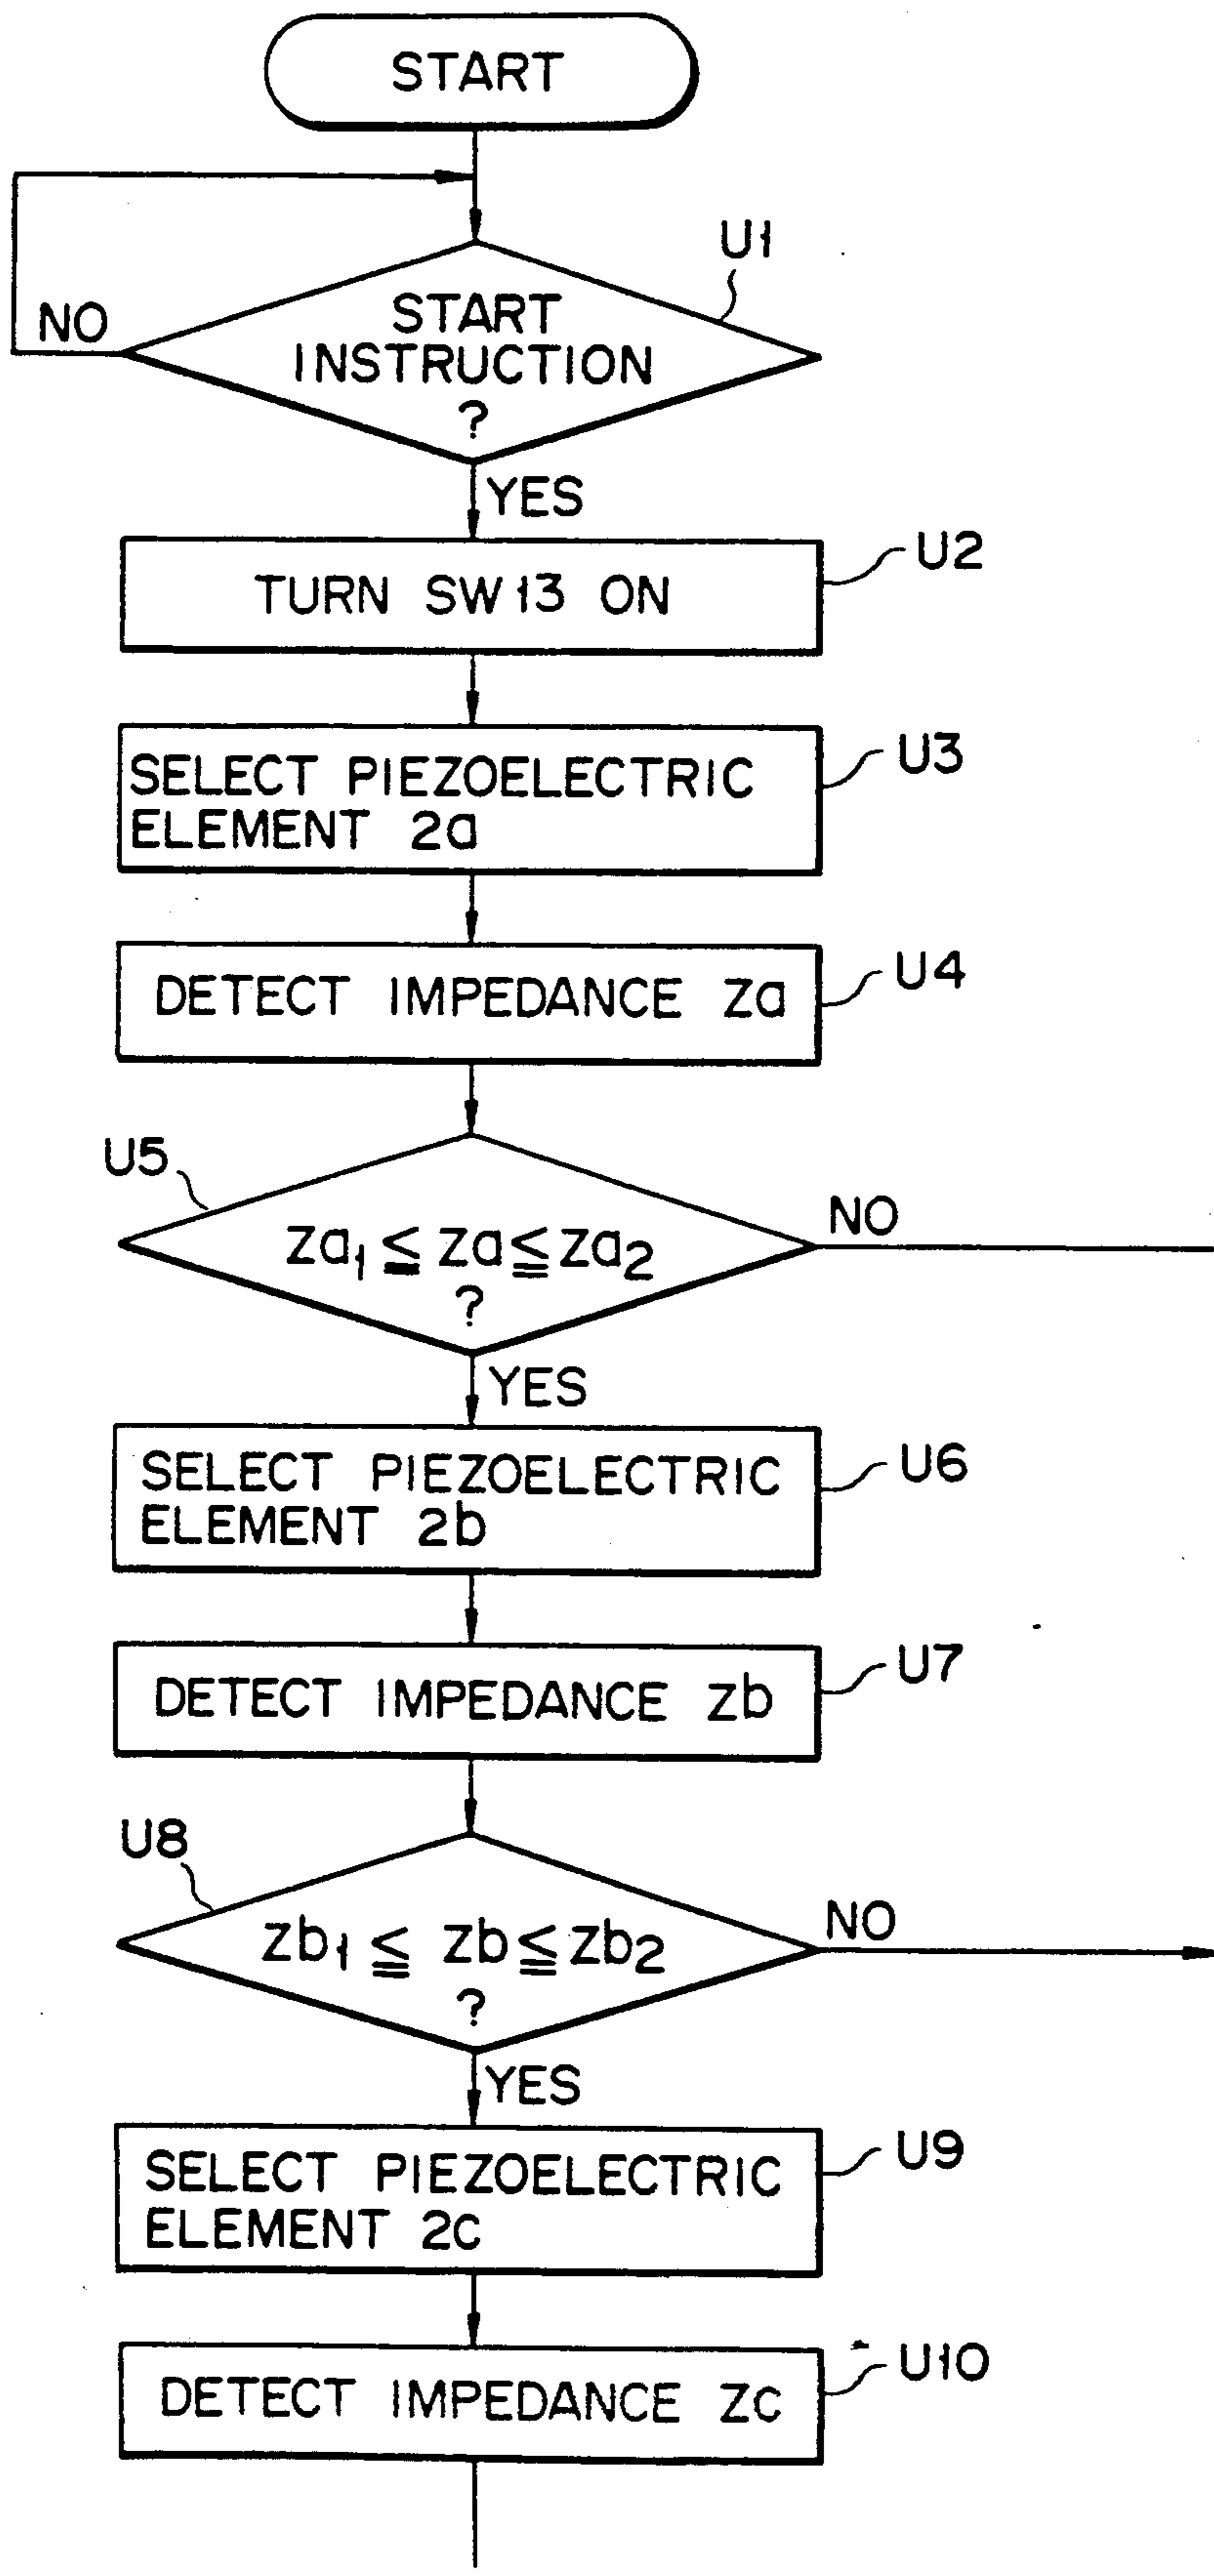 START
U1
NO
START
INSTRUCTION
?
YES
TURN SW13 ON
U2
SELECT PIEZOELECTRIC
ELEMENT 2a
U3
DETECT IMPEDANCE Za
U4
U5
Za₁ ≦ Za ≦ Za₂
?
NO
YES
SELECT PIEZOELECTRIC
ELEMENT 2b
U6
DETECT IMPEDANCE Zb
U7
U8
Zb₁ ≦ Zb ≦ Zb₂
?
NO
YES
SELECT PIEZOELECTRIC
ELEMENT 2c
U9
DETECT IMPEDANCE Zc
U10